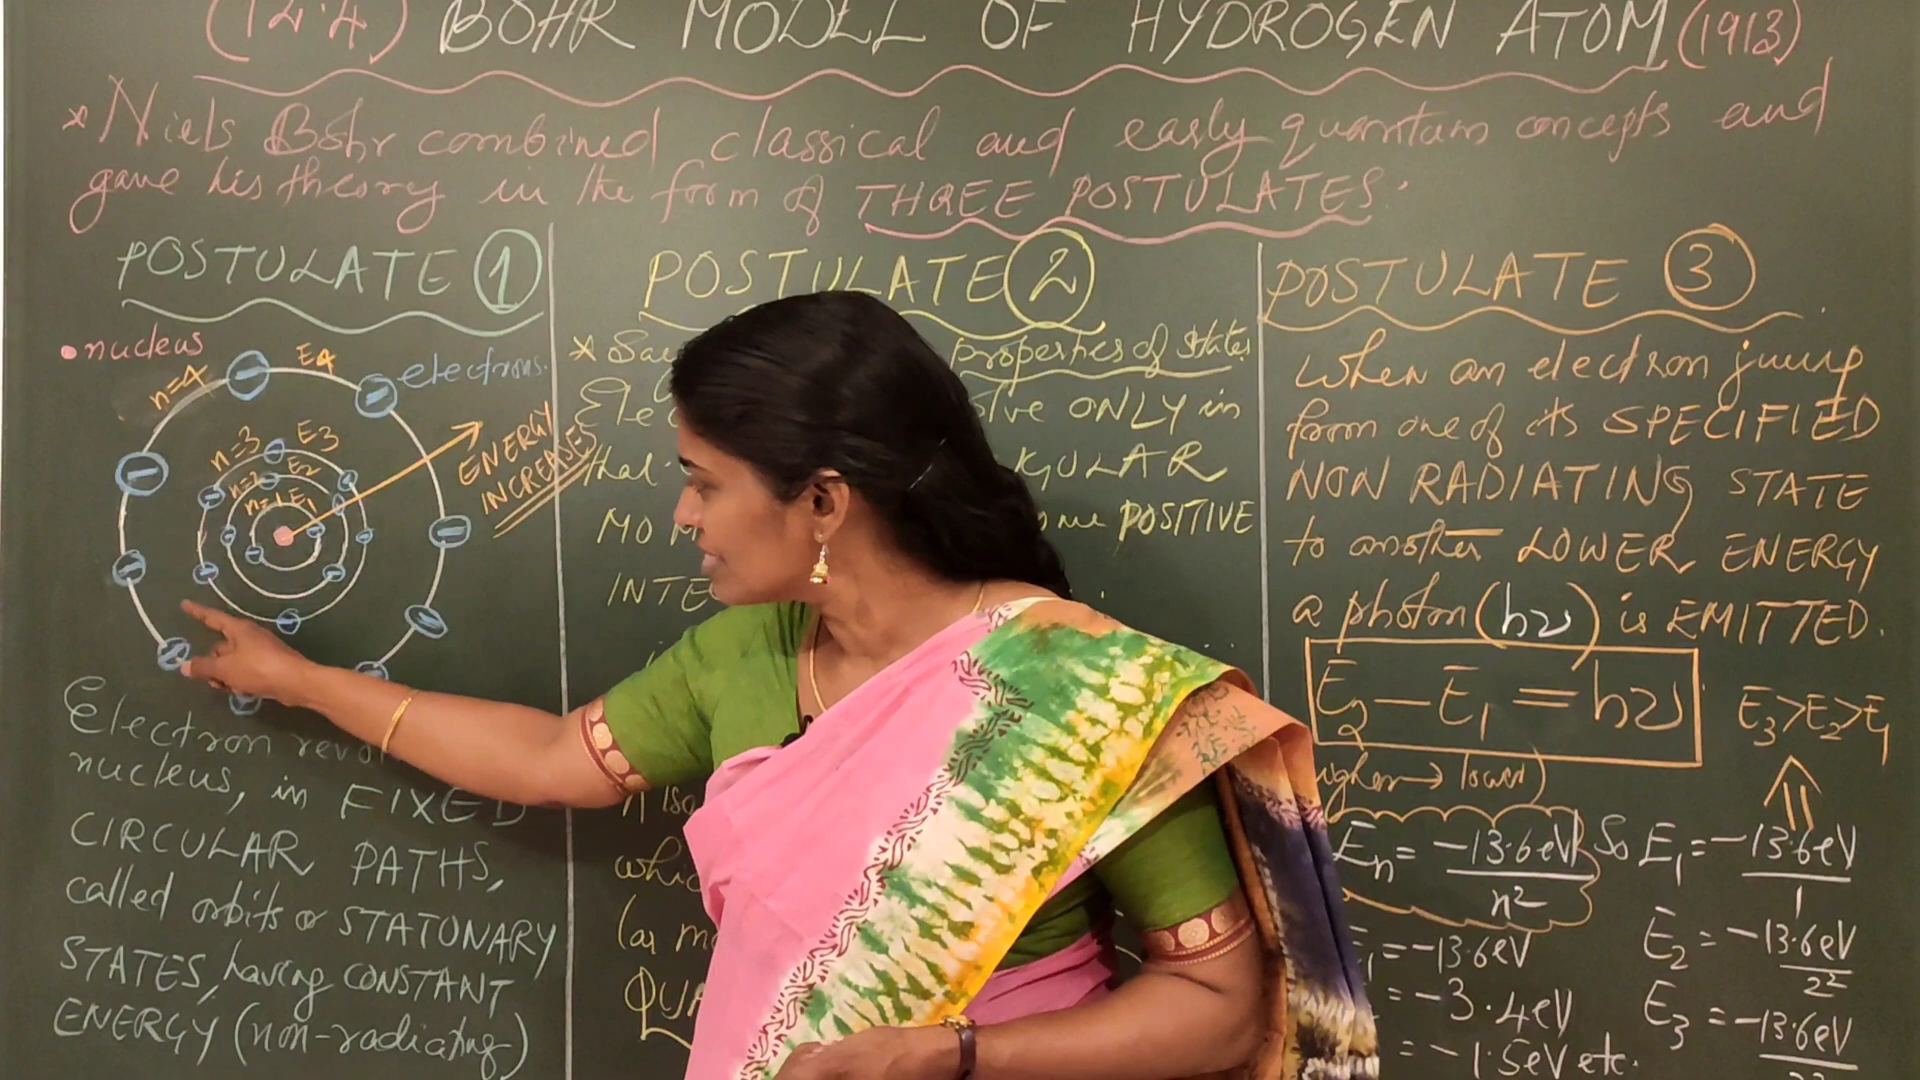 (12.4) BOHR MODEL OF HYDROGEN ATOM (1913)
* Niels Bohr combined classical and early quantum concepts and
gave his theory in the form of THREE POSTULATES.
POSTULATE 1
nucleus
n=4
E4
electrons.
n=3
E3
n=2
E2
n=1
E1
ENERGY
INCREASES
Electron
nucleus, in FIXED
CIRCULAR PATHS,
called orbits or STATONARY
STATES, having CONSTANT
ENERGY (non-radiating)
POSTULATE 2
* properties of states
ONLY in
that
POSITIVE
POSTULATE 3
When an electron jump
from one of its SPECIFIED
NON RADIATING STATE
to another LOWER ENERGY
a photon (hν) is EMITTED.
E2 – E1 = hν
E3>E2>E1
→ lower)
En = -13.6eV/n²
So E1 = -13.6eV/1
= -13.6eV
E2 = -13.6eV/2²
= -3.4eV
E3 = -13.6eV
= -1.5eV etc.